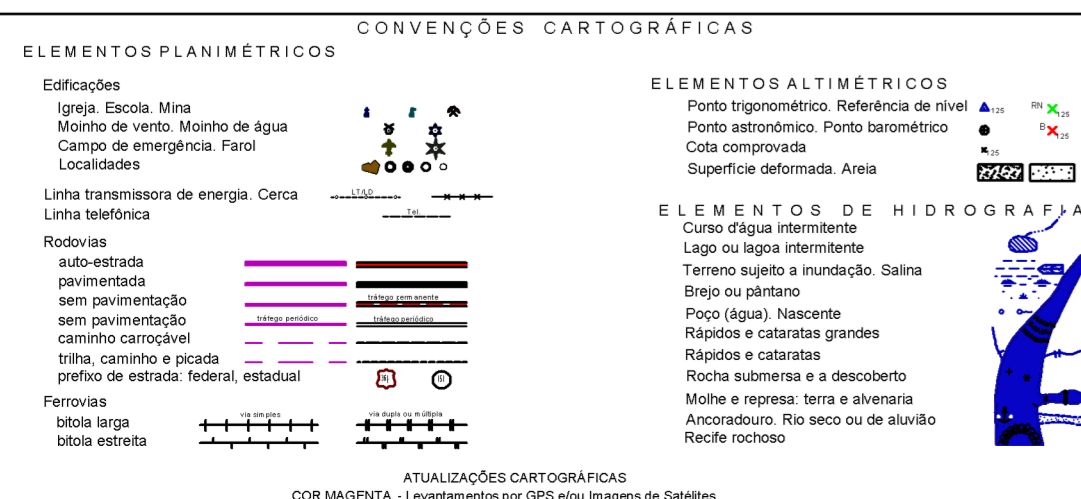 CONVENÇÕES CARTOGRÁFICAS
ELEMENTOS PLANIMÉTRICOS
Edificações
Igreja. Escola. Mina
Moinho de vento. Moinho de água
Campo de emergência. Farol
Localidades
Linha transmissora de energia. Cerca LT/LD
Linha telefônica Tel.
Rodovias
auto-estrada
pavimentada
sem pavimentação tráfego permanente
sem pavimentação tráfego periódico tráfego periódico
caminho carroçável
trilha, caminho e picada
prefixo de estrada: federal, estadual
Ferrovias
bitola larga via simples via dupla ou múltipla
bitola estreita
ELEMENTOS ALTIMÉTRICOS
Ponto trigonométrico. Referência de nível 125 RN 125
Ponto astronômico. Ponto barométrico B 125
Cota comprovada 125
Superfície deformada. Areia
ELEMENTOS DE HIDROGRAFIA
Curso d'água intermitente
Lago ou lagoa intermitente
Terreno sujeito a inundação. Salina
Brejo ou pântano
Poço (água). Nascente
Rápidos e cataratas grandes
Rápidos e cataratas
Rocha submersa e a descoberto
Molhe e represa: terra e alvenaria
Ancoradouro. Rio seco ou de aluvião
Recife rochoso
ATUALIZAÇÕES CARTOGRÁFICAS
COR MAGENTA - Levantamentos por GPS e/ou Imagens de Satélites